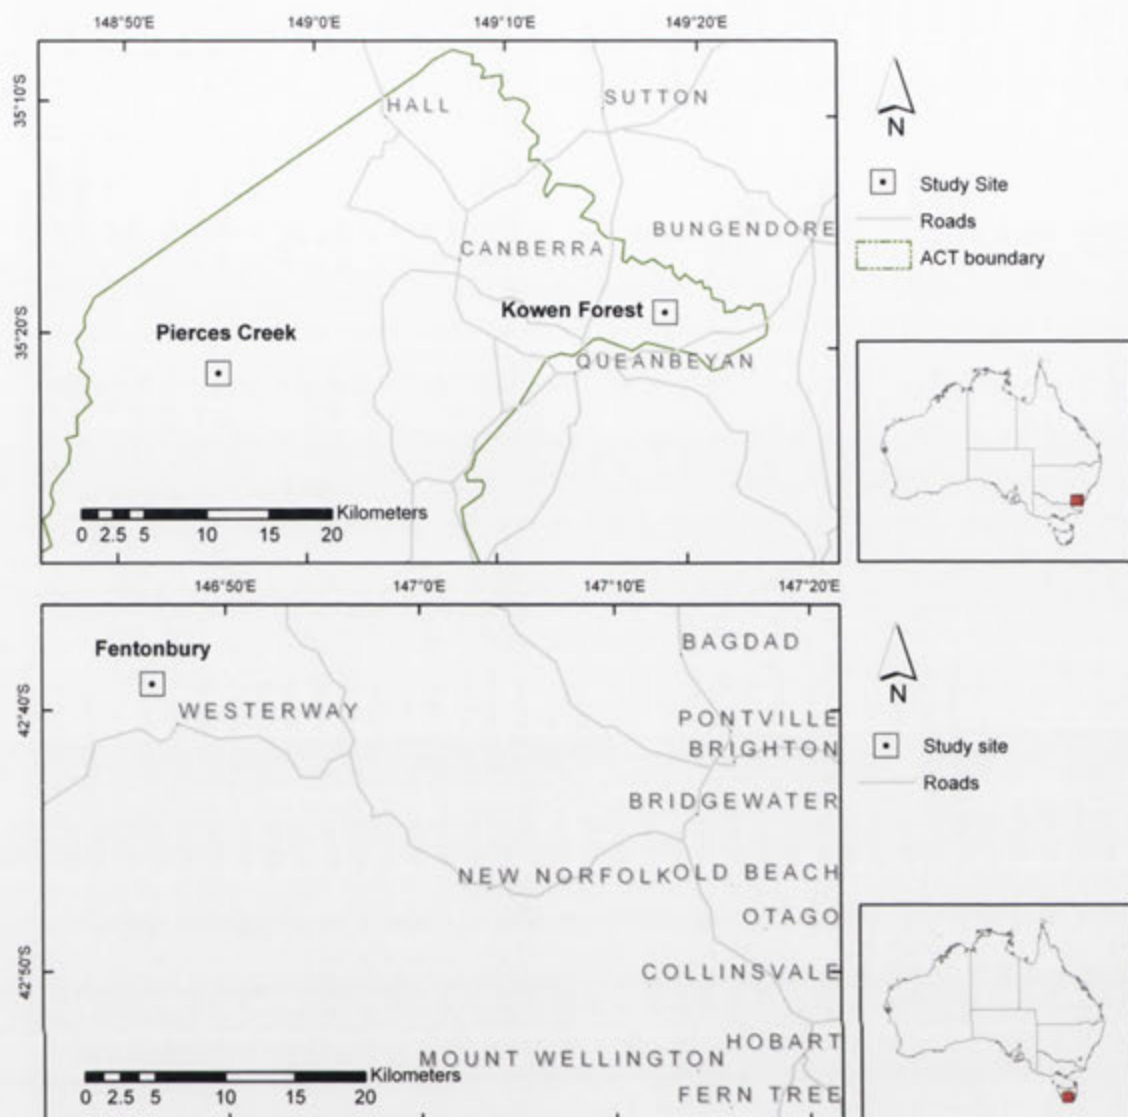 148°50'E 149°0'E 149°10'E 149°20'E
35°10'S
HALL
SUTTON
N
Study Site
Roads
ACT boundary
BUNGENDORE
CANBERRA
Kowen Forest
35°20'S
Pierces Creek
QUEANBEYAN
Kilometers
0 2.5 5 10 15 20
146°50'E 147°0'E 147°10'E 147°20'E
Fentonbury
BAGDAD
N
42°40'S
WESTERWAY
PONTVILLE
BRIGHTON
Study site
Roads
BRIDGEWATER
NEW NORFOLK
OLD BEACH
OTAGO
42°50'S
COLLINSVALE
HOBART
MOUNT WELLINGTON
FERN TREE
Kilometers
0 2.5 5 10 15 20